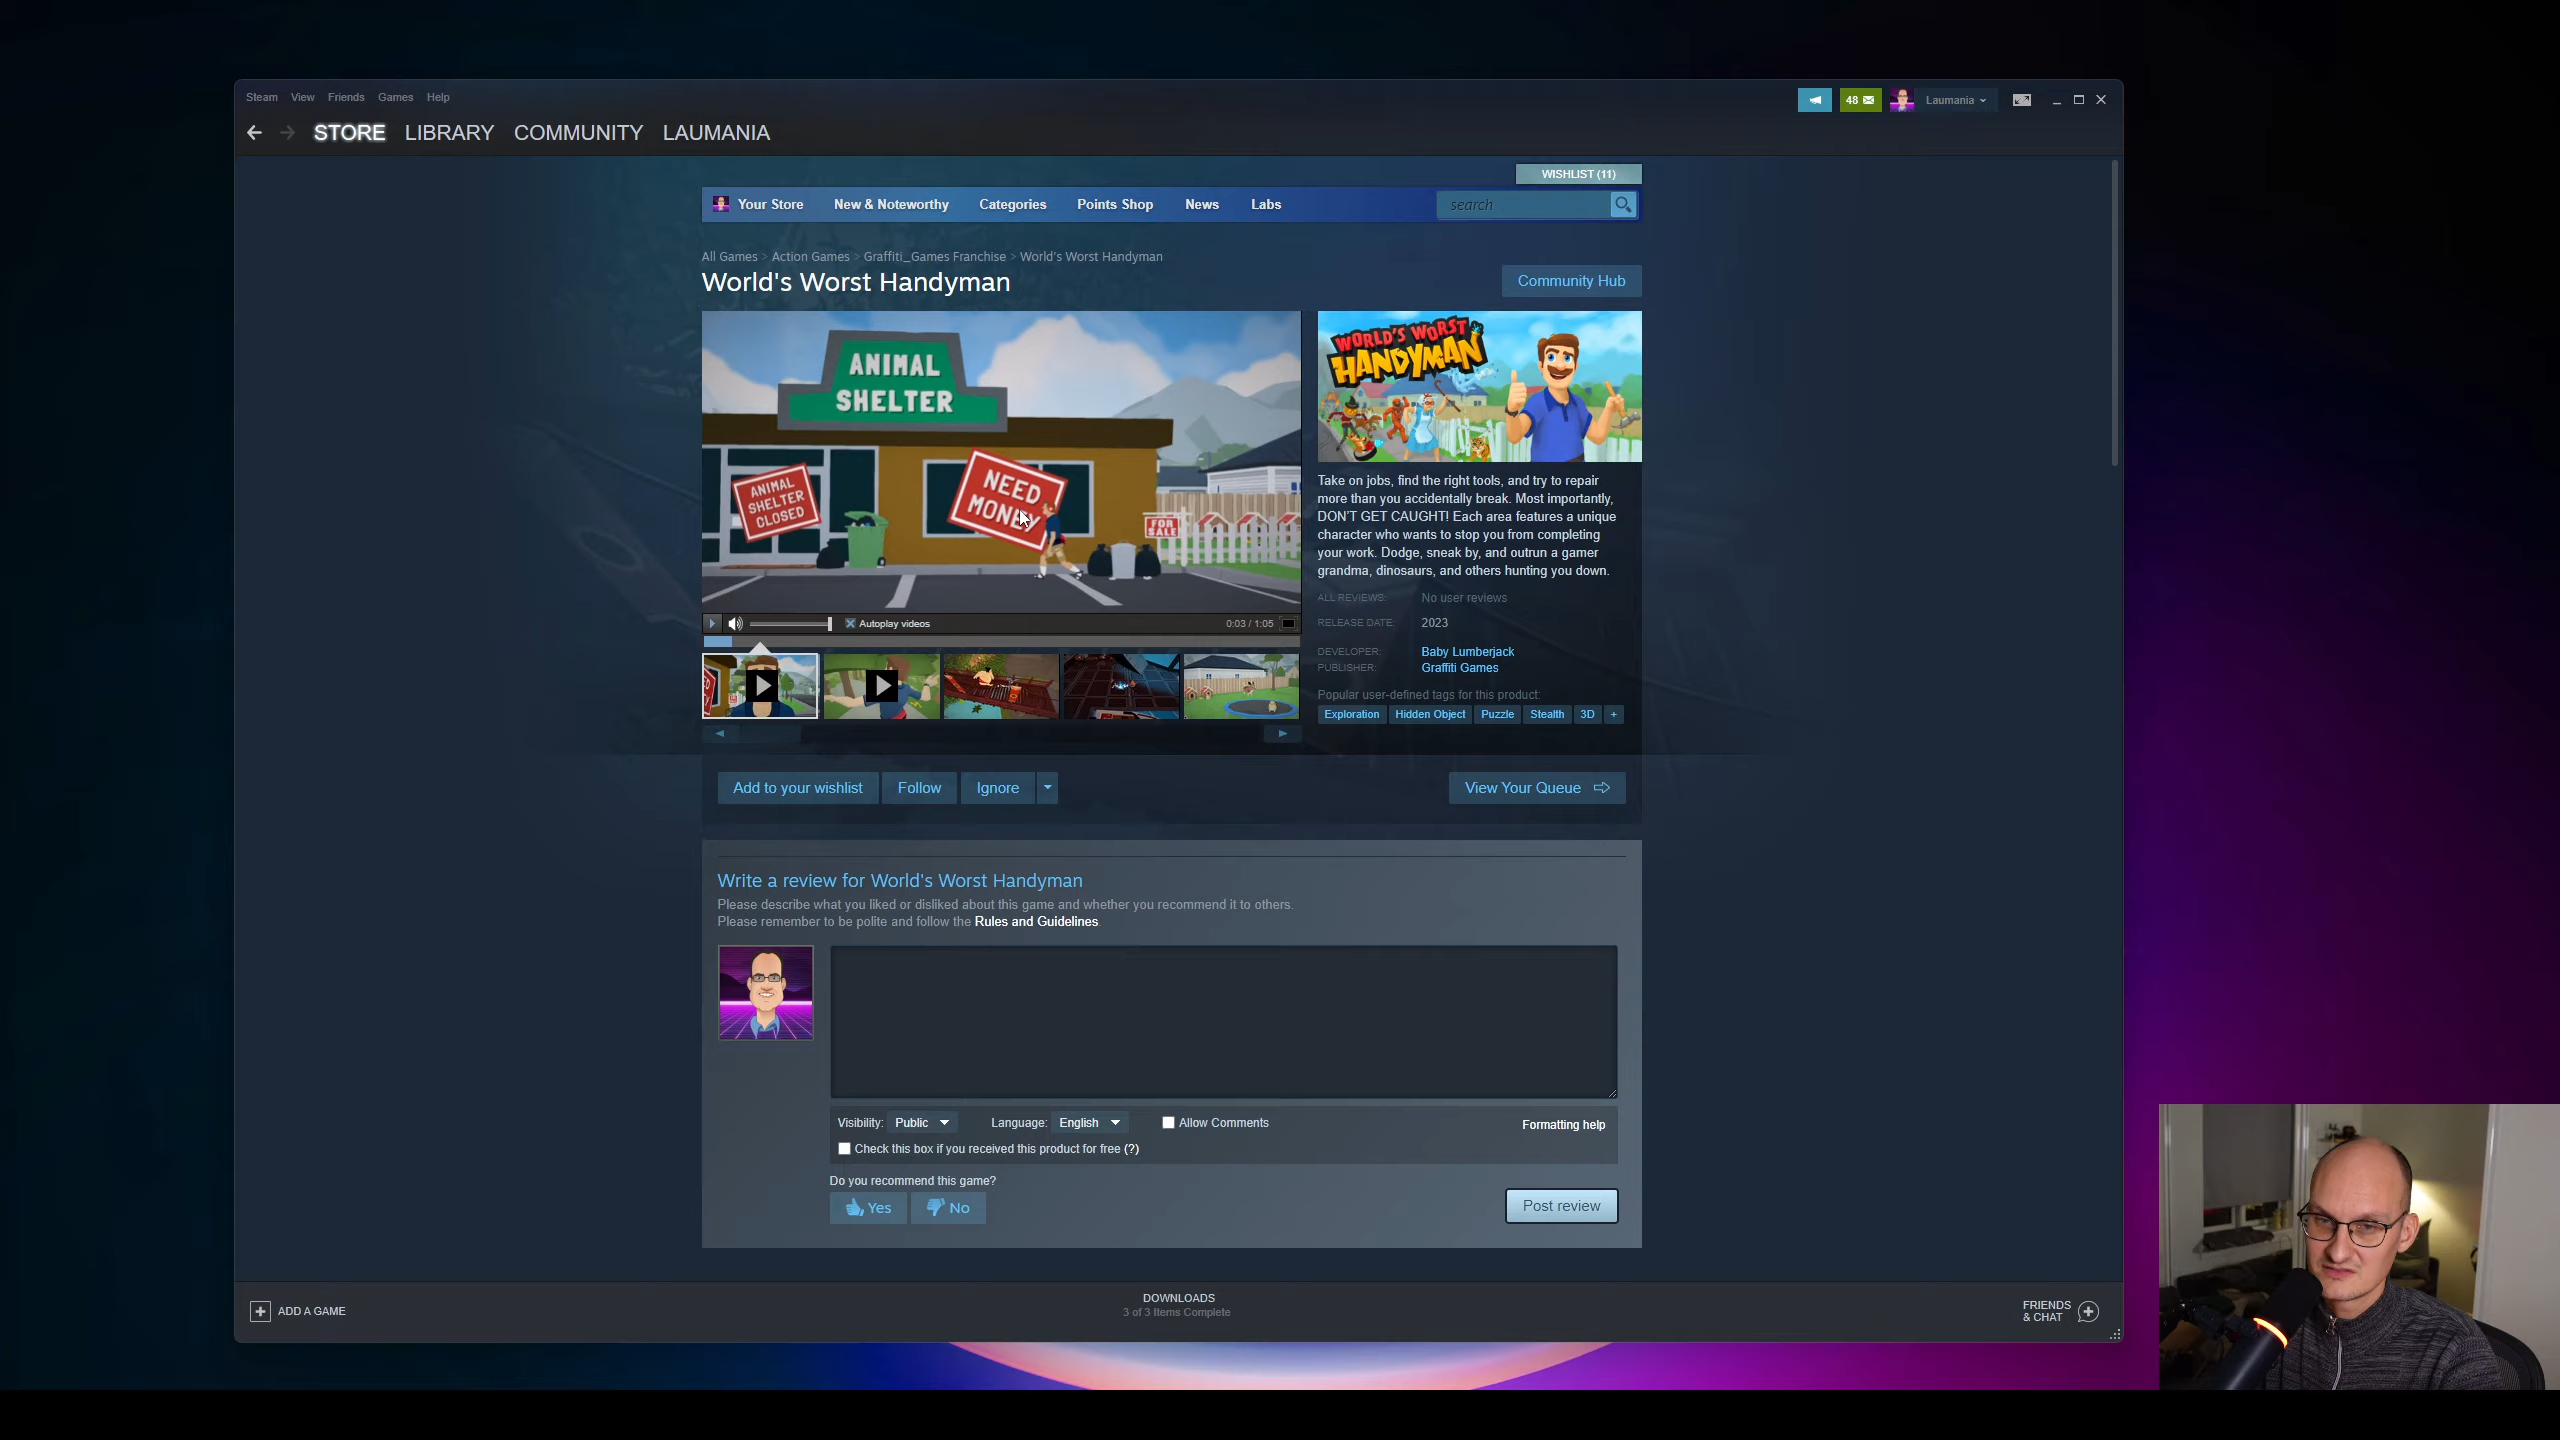 Steam View Friends Games Help
48
Laumania
STORE LIBRARY COMMUNITY LAUMANIA
WISHLIST (11)
Your Store New & Noteworthy Categories Points Shop News Labs
search
All Games > Action Games > Graffiti_Games Franchise > World's Worst Handyman
World's Worst Handyman
Community Hub
ANIMAL
SHELTER
ANIMAL
SHELTER
CLOSED
NEED
MONEY
FOR
SALE
Autoplay videos
0:03 / 1:05
WORLD'S WORST
HANDYMAN
Take on jobs, find the right tools, and try to repair
more than you accidentally break. Most importantly,
DON'T GET CAUGHT! Each area features a unique
character who wants to stop you from completing
your work. Dodge, sneak by, and outrun a gamer
grandma, dinosaurs, and others hunting you down.
ALL REVIEWS: No user reviews
RELEASE DATE: 2023
DEVELOPER: Baby Lumberjack
PUBLISHER: Graffiti Games
Popular user-defined tags for this product:
Exploration Hidden Object Puzzle Stealth 3D +
Add to your wishlist Follow Ignore
View Your Queue
Write a review for World's Worst Handyman
Please describe what you liked or disliked about this game and whether you recommend it to others.
Please remember to be polite and follow the Rules and Guidelines.
Visibility: Public Language: English Allow Comments
Formatting help
Check this box if you received this product for free (?)
Do you recommend this game?
Yes No
Post review
ADD A GAME
DOWNLOADS
3 of 3 Items Complete
FRIENDS
& CHAT